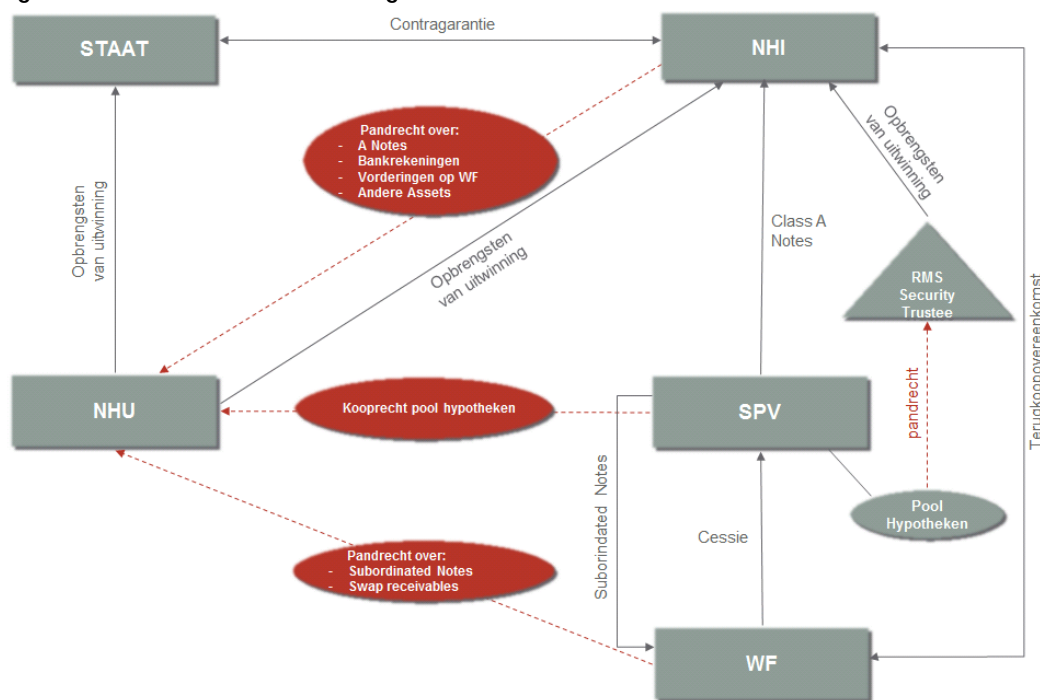 Contragarantie
STAAT
NHI
Pandrecht over:
- A Notes
- Bankrekeningen
- Vorderingen op WF
- Andere Assets
Opbrengsten
van uitwinning
Opbrengsten
van uitwinning
Opbrengsten
van uitwinning
Class A
Notes
RMS
Security
Trustee
Terugkoopovereenkomst
pandrecht
NHU
Kooprecht pool hypotheken
SPV
Suborindated Notes
Pool
Hypotheken
Cessie
Pandrecht over:
- Subordinated Notes
- Swap receivables
WF